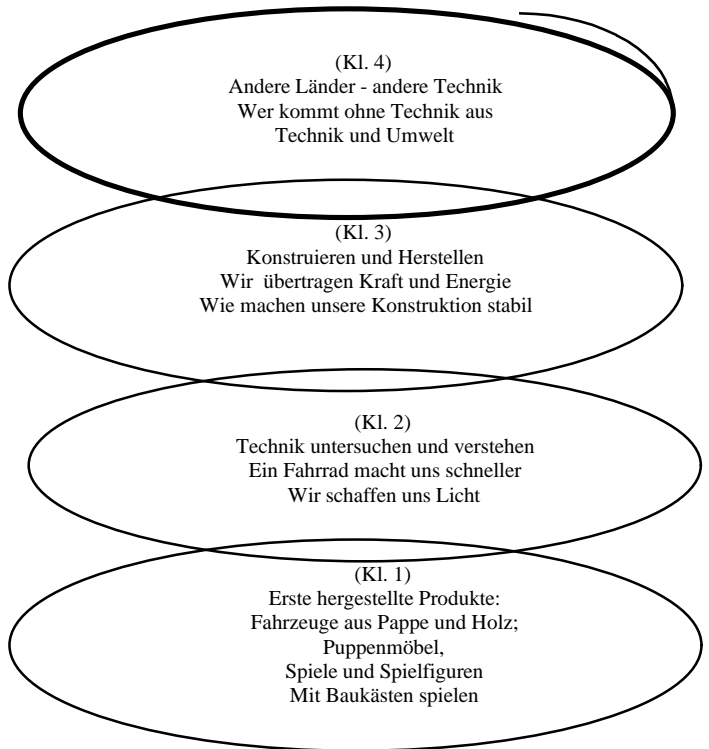 (Kl. 4)
Andere Länder - andere Technik
Wer kommt ohne Technik aus
Technik und Umwelt
(Kl. 3)
Konstruieren und Herstellen
Wir übertragen Kraft und Energie
Wie machen unsere Konstruktion stabil
(Kl. 2)
Technik untersuchen und verstehen
Ein Fahrrad macht uns schneller
Wir schaffen uns Licht
(Kl. 1)
Erste hergestellte Produkte:
Fahrzeuge aus Pappe und Holz;
Puppenmöbel,
Spiele und Spielfiguren
Mit Baukästen spielen